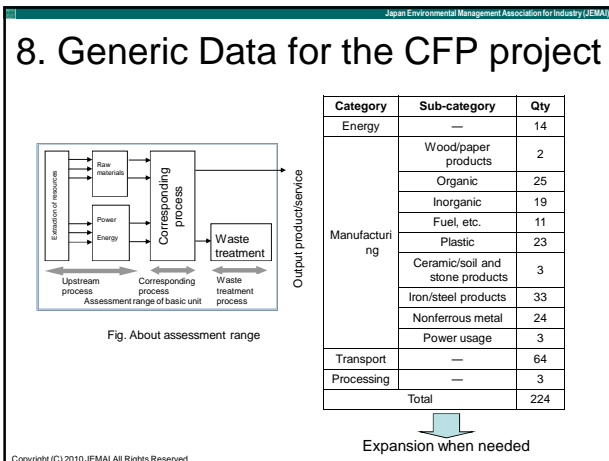 Japan Environmental Management Association for Industry (JEMAI)
8. Generic Data for the CFP project
Extraction of resources
Raw
materials
Power
Energy
Corresponding
process
Waste
treatment
Output product/service
Upstream
process
Corresponding
process
Waste
treatment
process
Assessment range of basic unit
Fig. About assessment range
Category Sub-category Qty
Energy — 14
Manufacturi
ng
Wood/paper
products 2
Organic 25
Inorganic 19
Fuel, etc. 11
Plastic 23
Ceramic/soil and
stone products 3
Iron/steel products 33
Nonferrous metal 24
Power usage 3
Transport — 64
Processing — 3
Total 224
Expansion when needed
Copyright (C) 2010 JEMAI All Rights Reserved